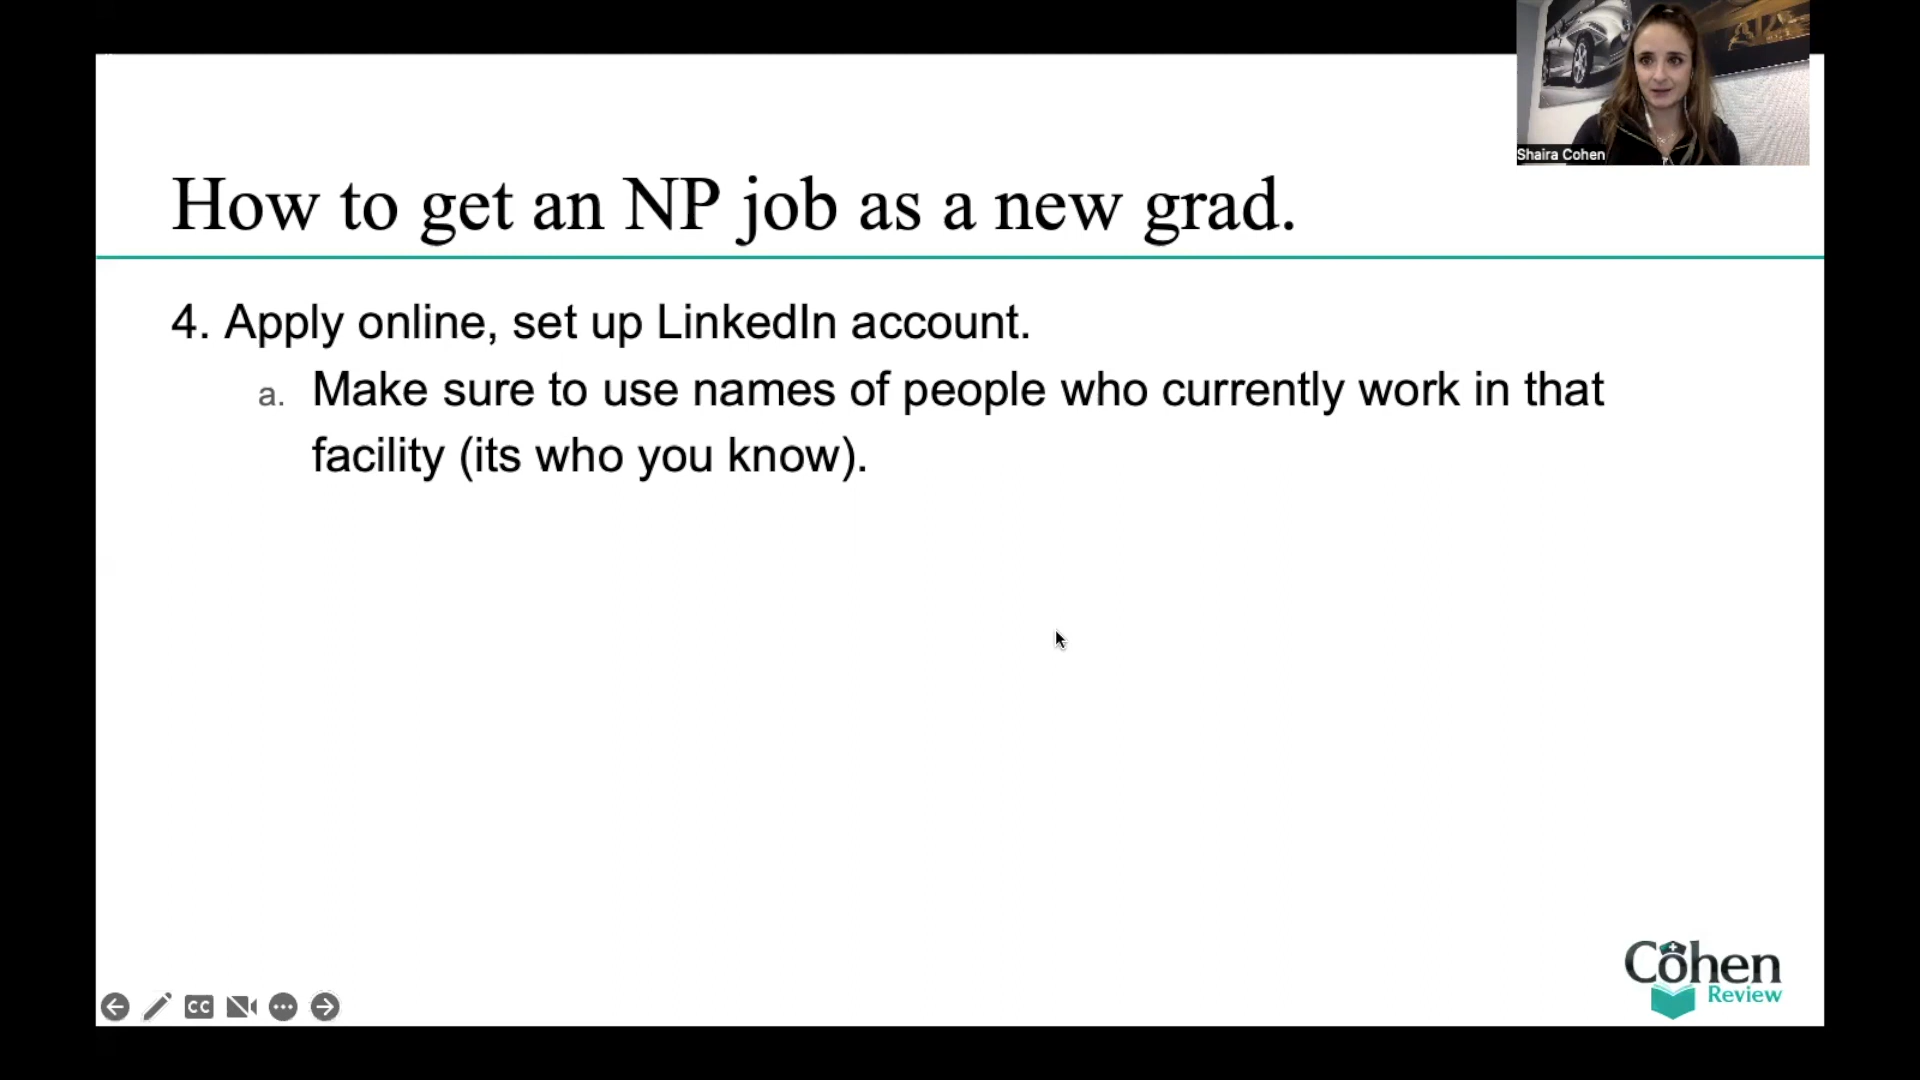 Shaira Cohen
How to get an NP job as a new grad.
4. Apply online, set up LinkedIn account.
a. Make sure to use names of people who currently work in that
facility (its who you know).
Cohen
Review
CC